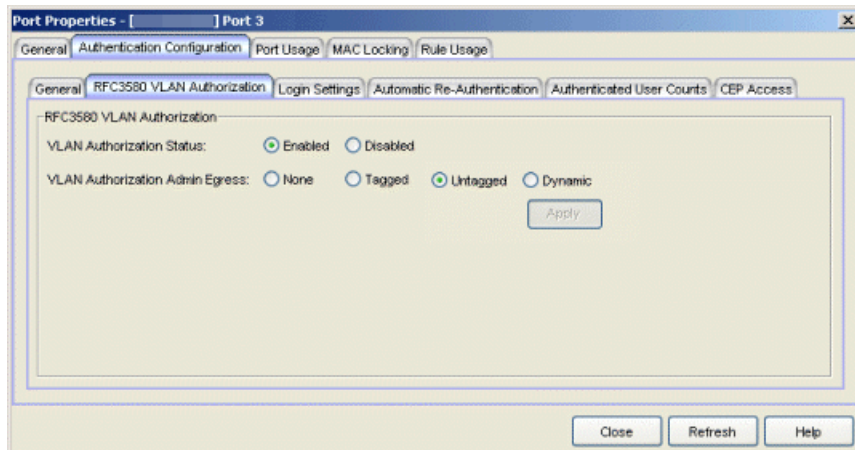 Port Properties - [ ] Port 3
General Authentication Configuration Port Usage MAC Locking Rule Usage
General RFC3580 VLAN Authorization Login Settings Automatic Re-Authentication Authenticated User Counts CEP Access
RFC3580 VLAN Authorization
VLAN Authorization Status: Enabled Disabled
VLAN Authorization Admin Egress: None Tagged Untagged Dynamic
Apply
Close Refresh Help